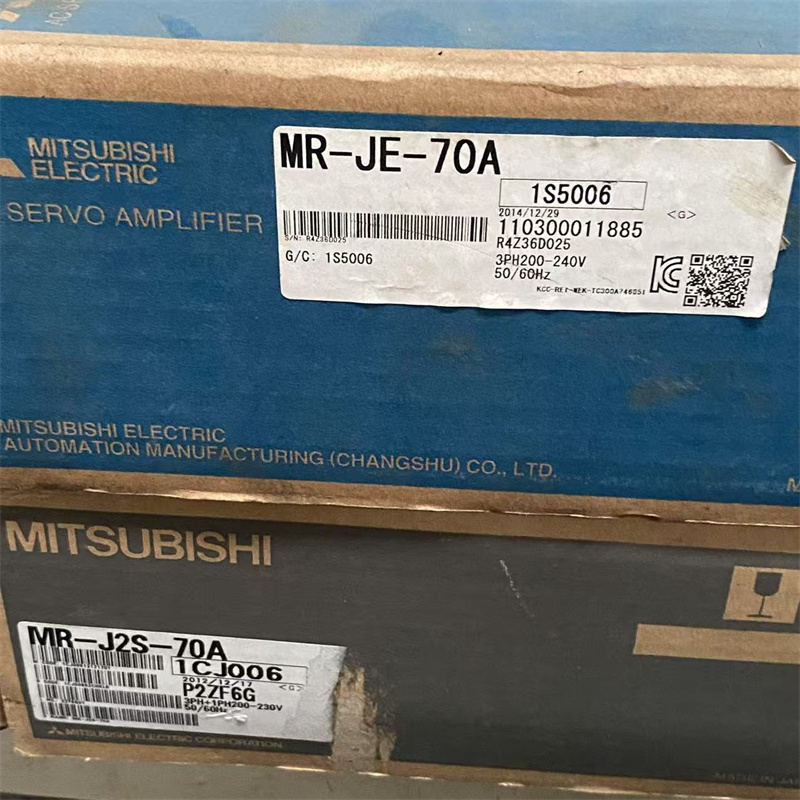 MITSUBISHI
ELECTRIC
SERVO AMPLIFIER
MR-JE-70A
1S5006
2014/12/29
<G>
110300011885
S/N: R4Z36D025
R4Z36D025
G/C: 1S5006
3PH200-240V
50/60Hz
MITSUBISHI ELECTRIC
AUTOMATION MANUFACTURING (CHANGSHU) CO., LTD.
MITSUBISHI
MR-J2S-70A
1CJ006
2012/12/17
<G>
P2ZF6G
3PH+1PH200-230V
50/60Hz
MITSUBISHI ELECTRIC CORPORATION
MADE IN